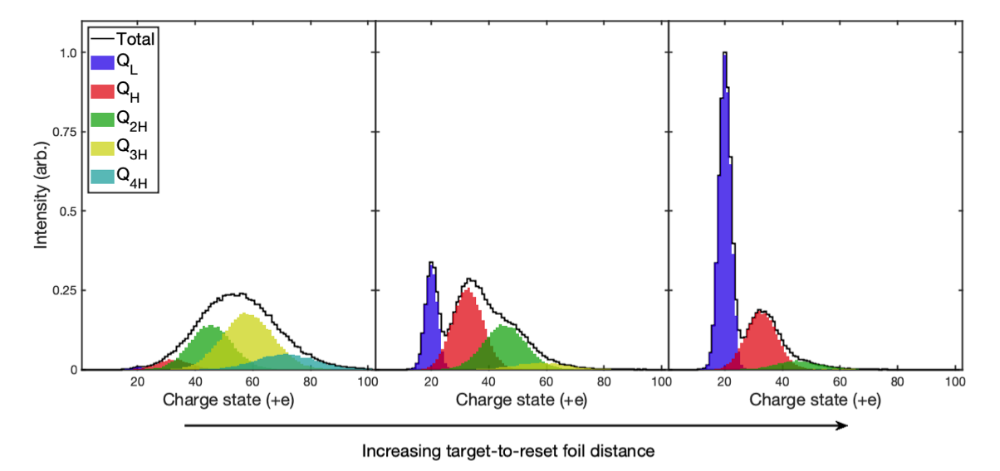 Total
Q_L
Q_H
Q_2H
Q_3H
Q_4H
Intensity (arb.)
1.0
0.75
0.5
0.25
0
20 40 60 80 100 20 40 60 80 100 20 40 60 80 100
Charge state (+e) Charge state (+e) Charge state (+e)
Increasing target-to-reset foil distance